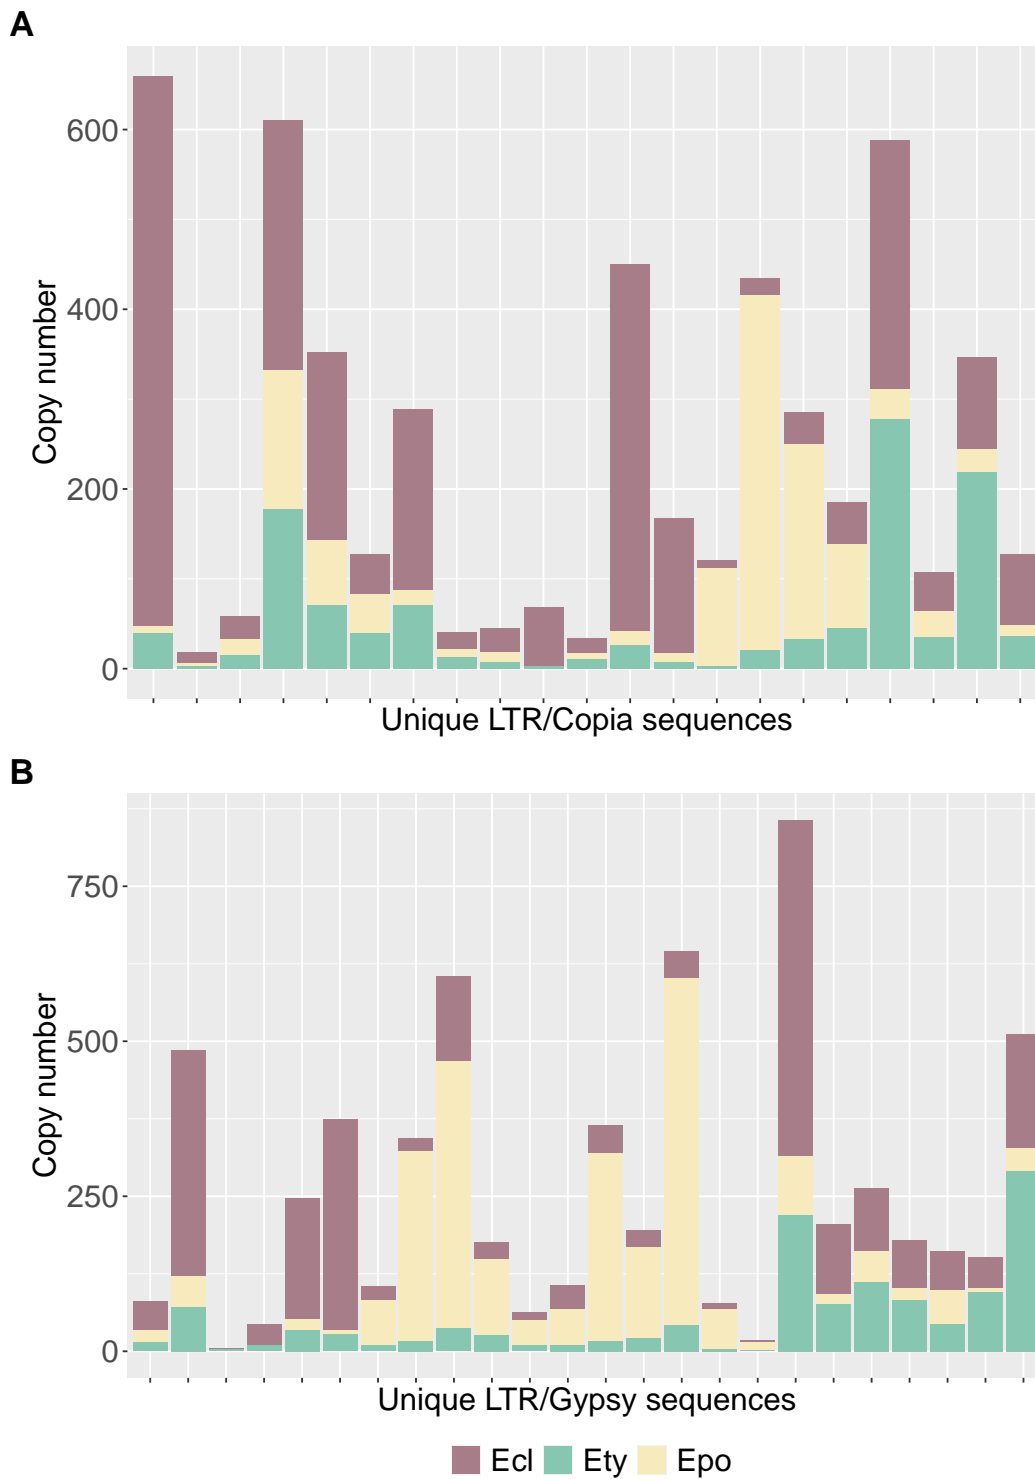 A
Copy number
600
400
200
0
Unique LTR/Copia sequences
B
Copy number
750
500
250
0
Unique LTR/Gypsy sequences
Ecl Ety Epo